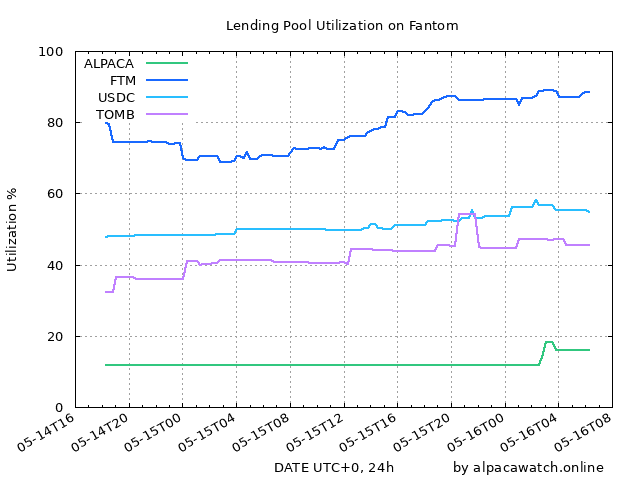 Lending Pool Utilization on Fantom
100
80
60
40
20
0
Utilization %
ALPACA
FTM
USDC
TOMB
05-14T16
05-14T20
05-15T00
05-15T04
05-15T08
05-15T12
05-15T16
05-15T20
05-16T00
05-16T04
05-16T08
DATE UTC+0, 24h
by alpacawatch.online